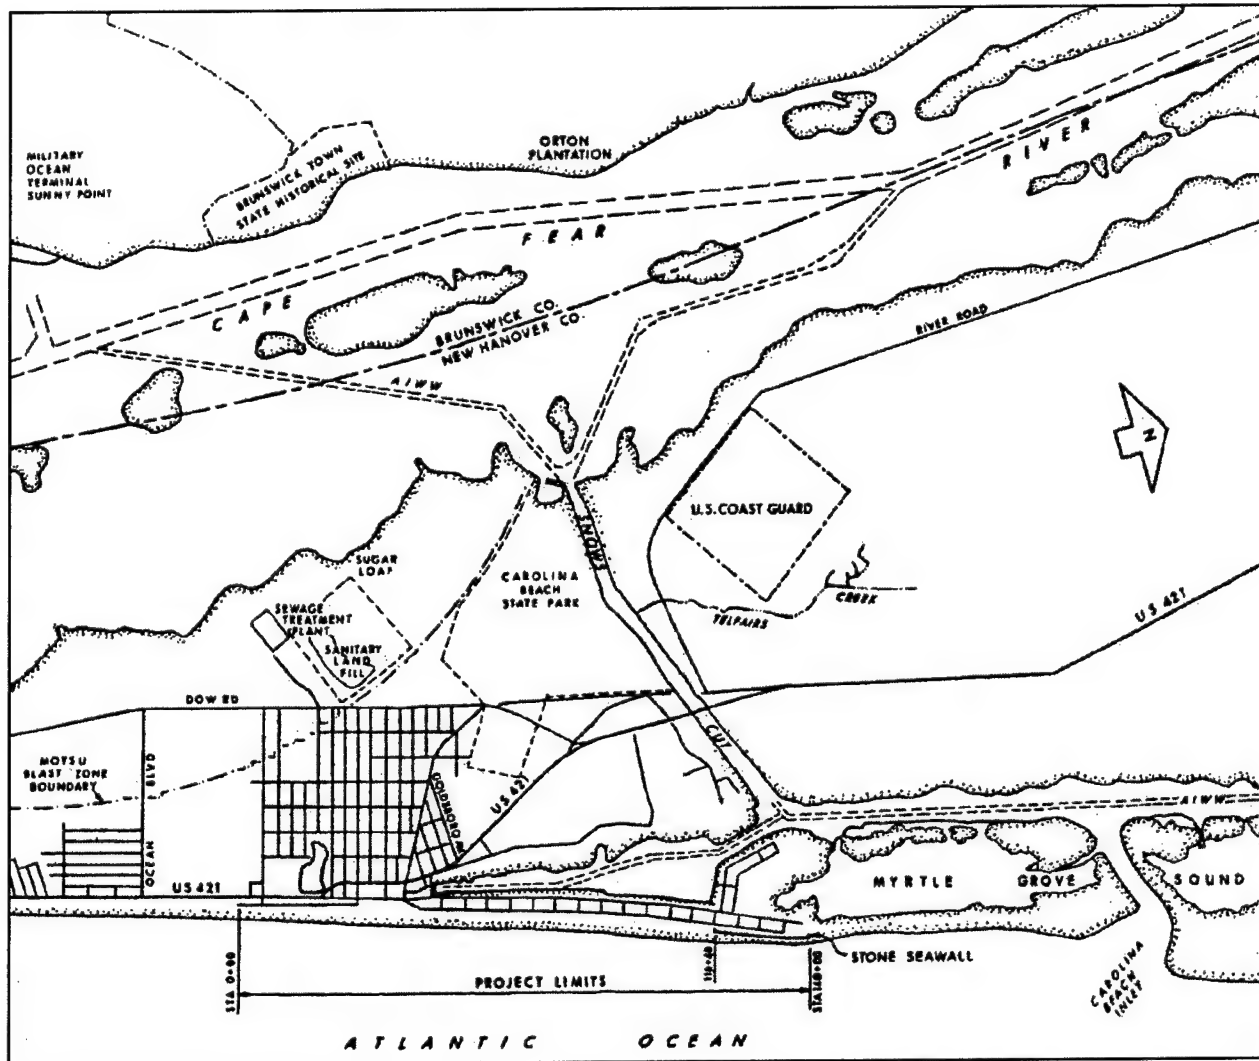 MILITARY
OCEAN
TERMINAL
SUNNY POINT
BRUNSWICK TOWN
STATE HISTORICAL SITE
ORTON
PLANTATION
RIVER
FEAR
CAPE
BRUNSWICK CO.
NEW HANOVER CO.
RIVER ROAD
AIWW
N
U.S. COAST GUARD
SNOWS
SUGAR
LOAF
CAROLINA
BEACH
STATE PARK
SEWAGE
TREATMENT
PLANT
SANITARY
LAND
FILL
TELFAIRS
CREEK
US 421
DOW RD
CUT
MOTSU
BLAST ZONE
BOUNDARY
OCEAN BLVD
GOLDSBORO AVE
US 421
AIWW
US 421
MYRTLE GROVE SOUND
STONE SEAWALL
CAROLINA
BEACH
INLET
STA 0+00
PROJECT LIMITS
STA 140+00
ATLANTIC OCEAN